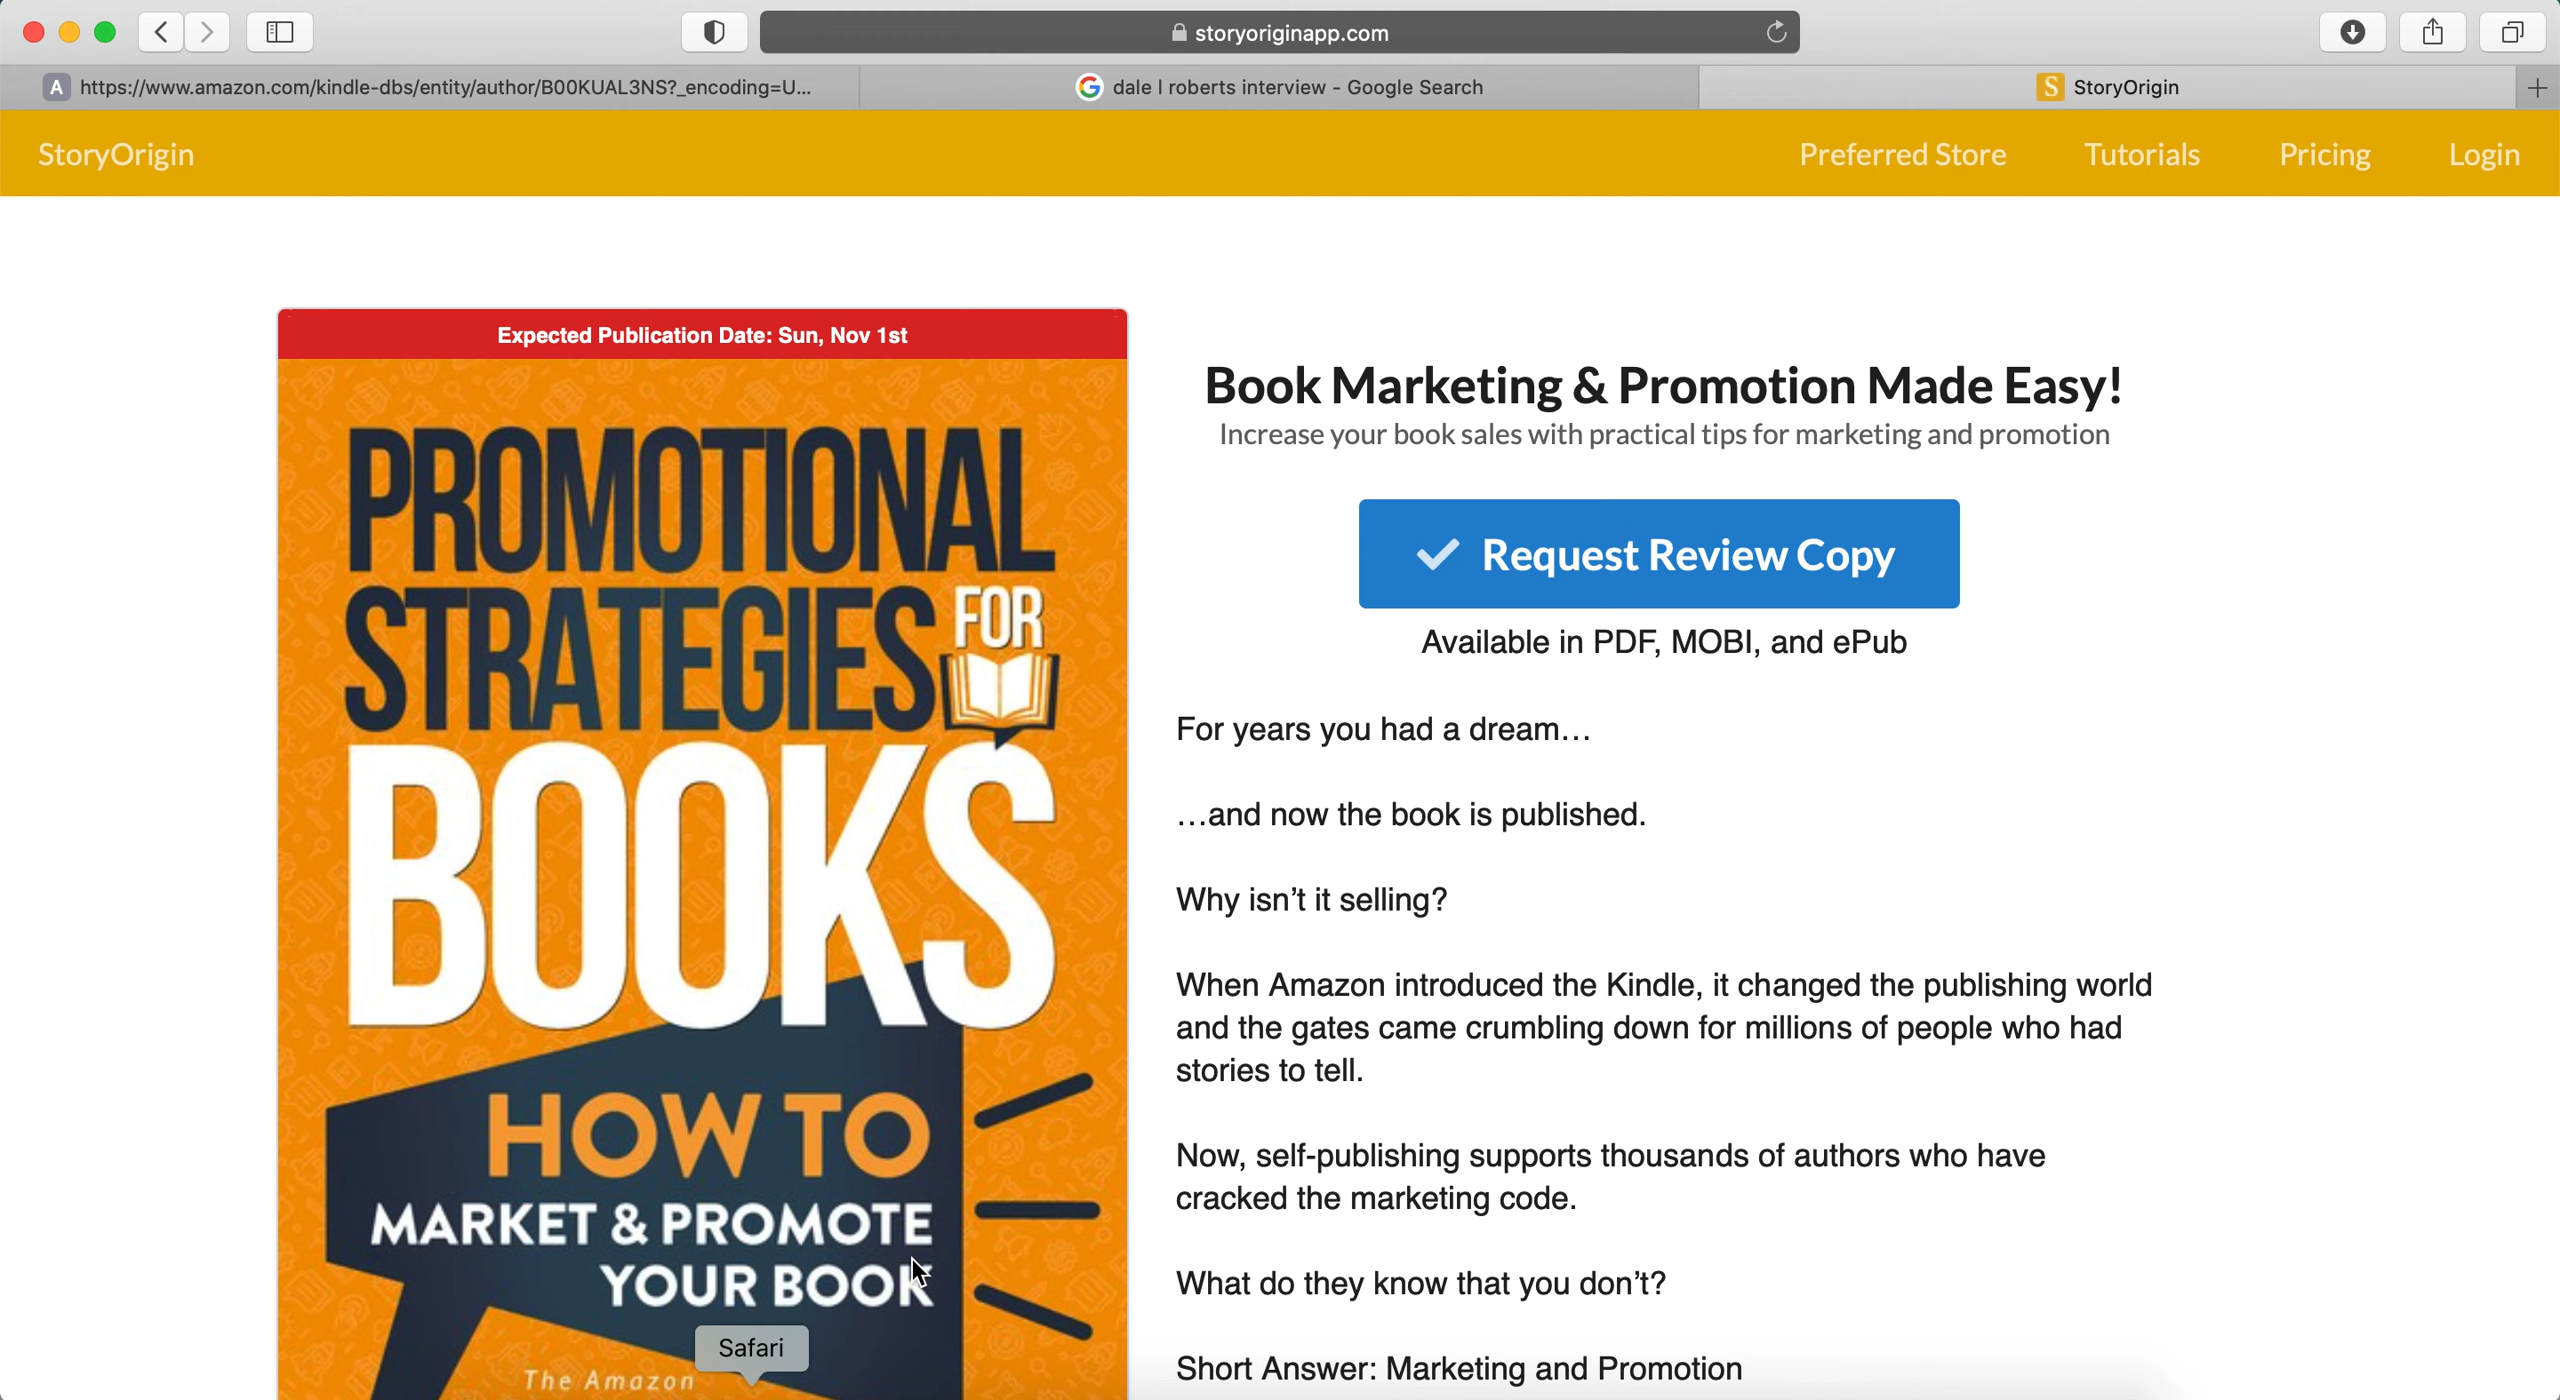 storyoriginapp.com
A https://www.amazon.com/kindle-dbs/entity/author/B00KUAL3NS?_encoding=U...
dale l roberts interview - Google Search
S StoryOrigin
StoryOrigin
Preferred Store
Tutorials
Pricing
Login
Expected Publication Date: Sun, Nov 1st
PROMOTIONAL
STRATEGIES FOR
BOOKS
HOW TO
MARKET & PROMOTE
YOUR BOOK
The Amazon
Safari
Book Marketing & Promotion Made Easy!
Increase your book sales with practical tips for marketing and promotion
Request Review Copy
Available in PDF, MOBI, and ePub
For years you had a dream…
…and now the book is published.
Why isn’t it selling?
When Amazon introduced the Kindle, it changed the publishing world
and the gates came crumbling down for millions of people who had
stories to tell.
Now, self-publishing supports thousands of authors who have
cracked the marketing code.
What do they know that you don’t?
Short Answer: Marketing and Promotion